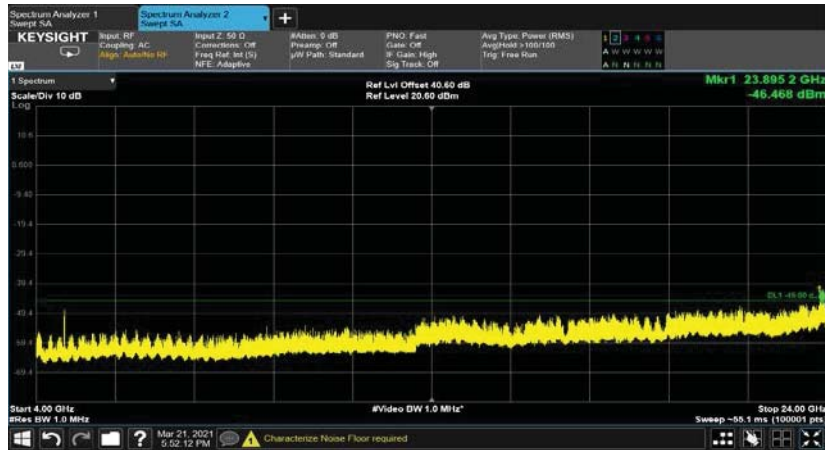 Spectrum Analyzer 1
Swept SA
Spectrum Analyzer 2
Swept SA
KEYSIGHT
Input: RF
Coupling: AC
Align: Auto/No RF
Input Z: 50 Ω
Corrections: Off
Freq Ref: Int (S)
NFE: Adaptive
#Atten: 0 dB
Preamp: Off
µW Path: Standard
PNO: Fast
Gate: Off
IF Gain: High
Sig Track: Off
Avg Type: Power (RMS)
Avg|Hold >100/100
Trig: Free Run
1 2 3 4 5 6
A W W W W W
A N N N N N
1 Spectrum
Scale/Div 10 dB
Log
Ref Lvl Offset 40.60 dB
Ref Level 20.60 dBm
Mkr1 23.895 2 GHz
-46.468 dBm
10.6
0.600
-9.40
-19.4
-29.4
-39.4
-49.4
-59.4
-69.4
Start 4.00 GHz
#Res BW 1.0 MHz
#Video BW 1.0 MHz*
Stop 24.00 GHz
Sweep ~55.1 ms (100001 pts)
Mar 21, 2021
5:52:12 PM
Characterize Noise Floor required